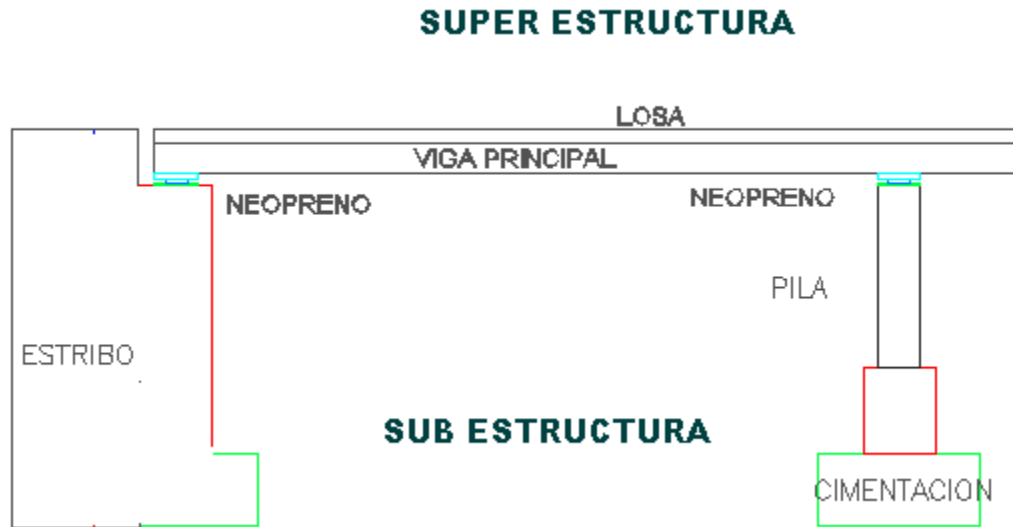 SUPER ESTRUCTURA
LOSA
VIGA PRINCIPAL
NEOPRENO
NEOPRENO
PILA
ESTRIBO
SUB ESTRUCTURA
CIMENTACION